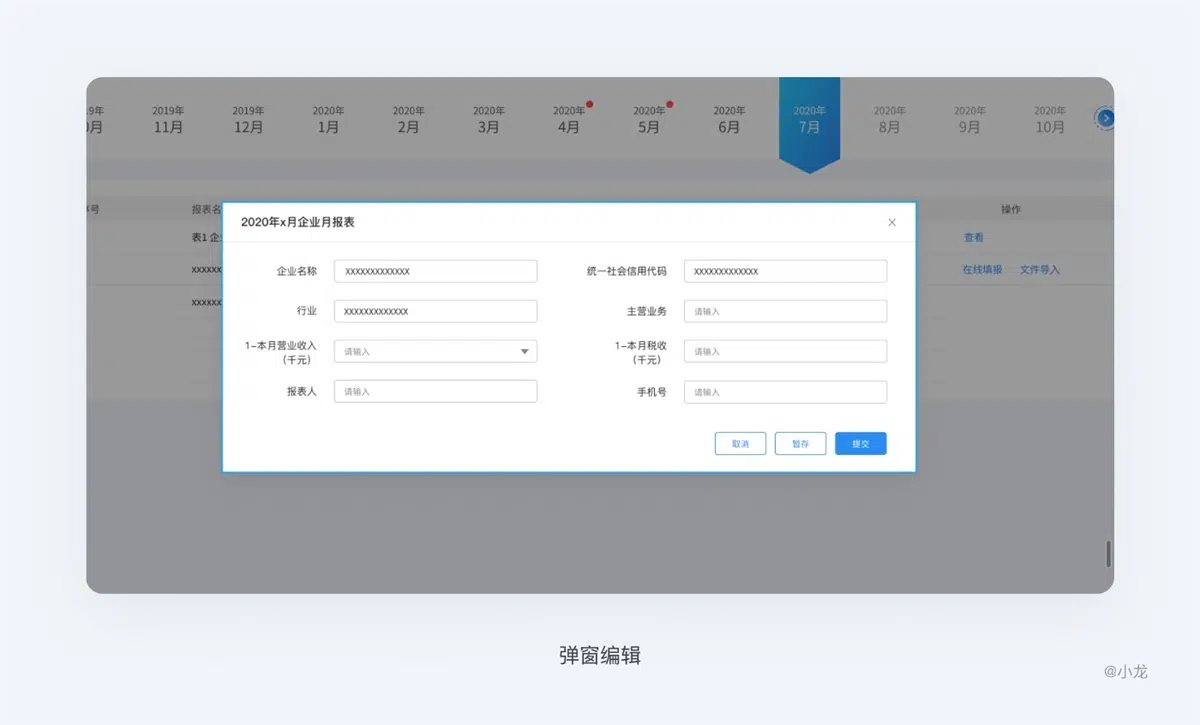 9年 2019年 2019年 2020年 2020年 2020年 2020年 2020年 2020年 2020年 2020年 2020年 2020年
月 11月 12月 1月 2月 3月 4月 5月 6月 7月 8月 9月 10月
号 报表名 操作
表1 企 查看
xxxxxx 在线填报 文件导入
xxxxxx
2020年x月企业月报表
企业名称 xxxxxxxxxxxxx 统一社会信用代码 xxxxxxxxxxxxx
行业 xxxxxxxxxxxxx 主营业务 请输入
1-本月营业收入 1-本月税收
(千元) 请输入 (千元) 请输入
报表人 请输入 手机号 请输入
取消 暂存 提交
弹窗编辑
@小龙